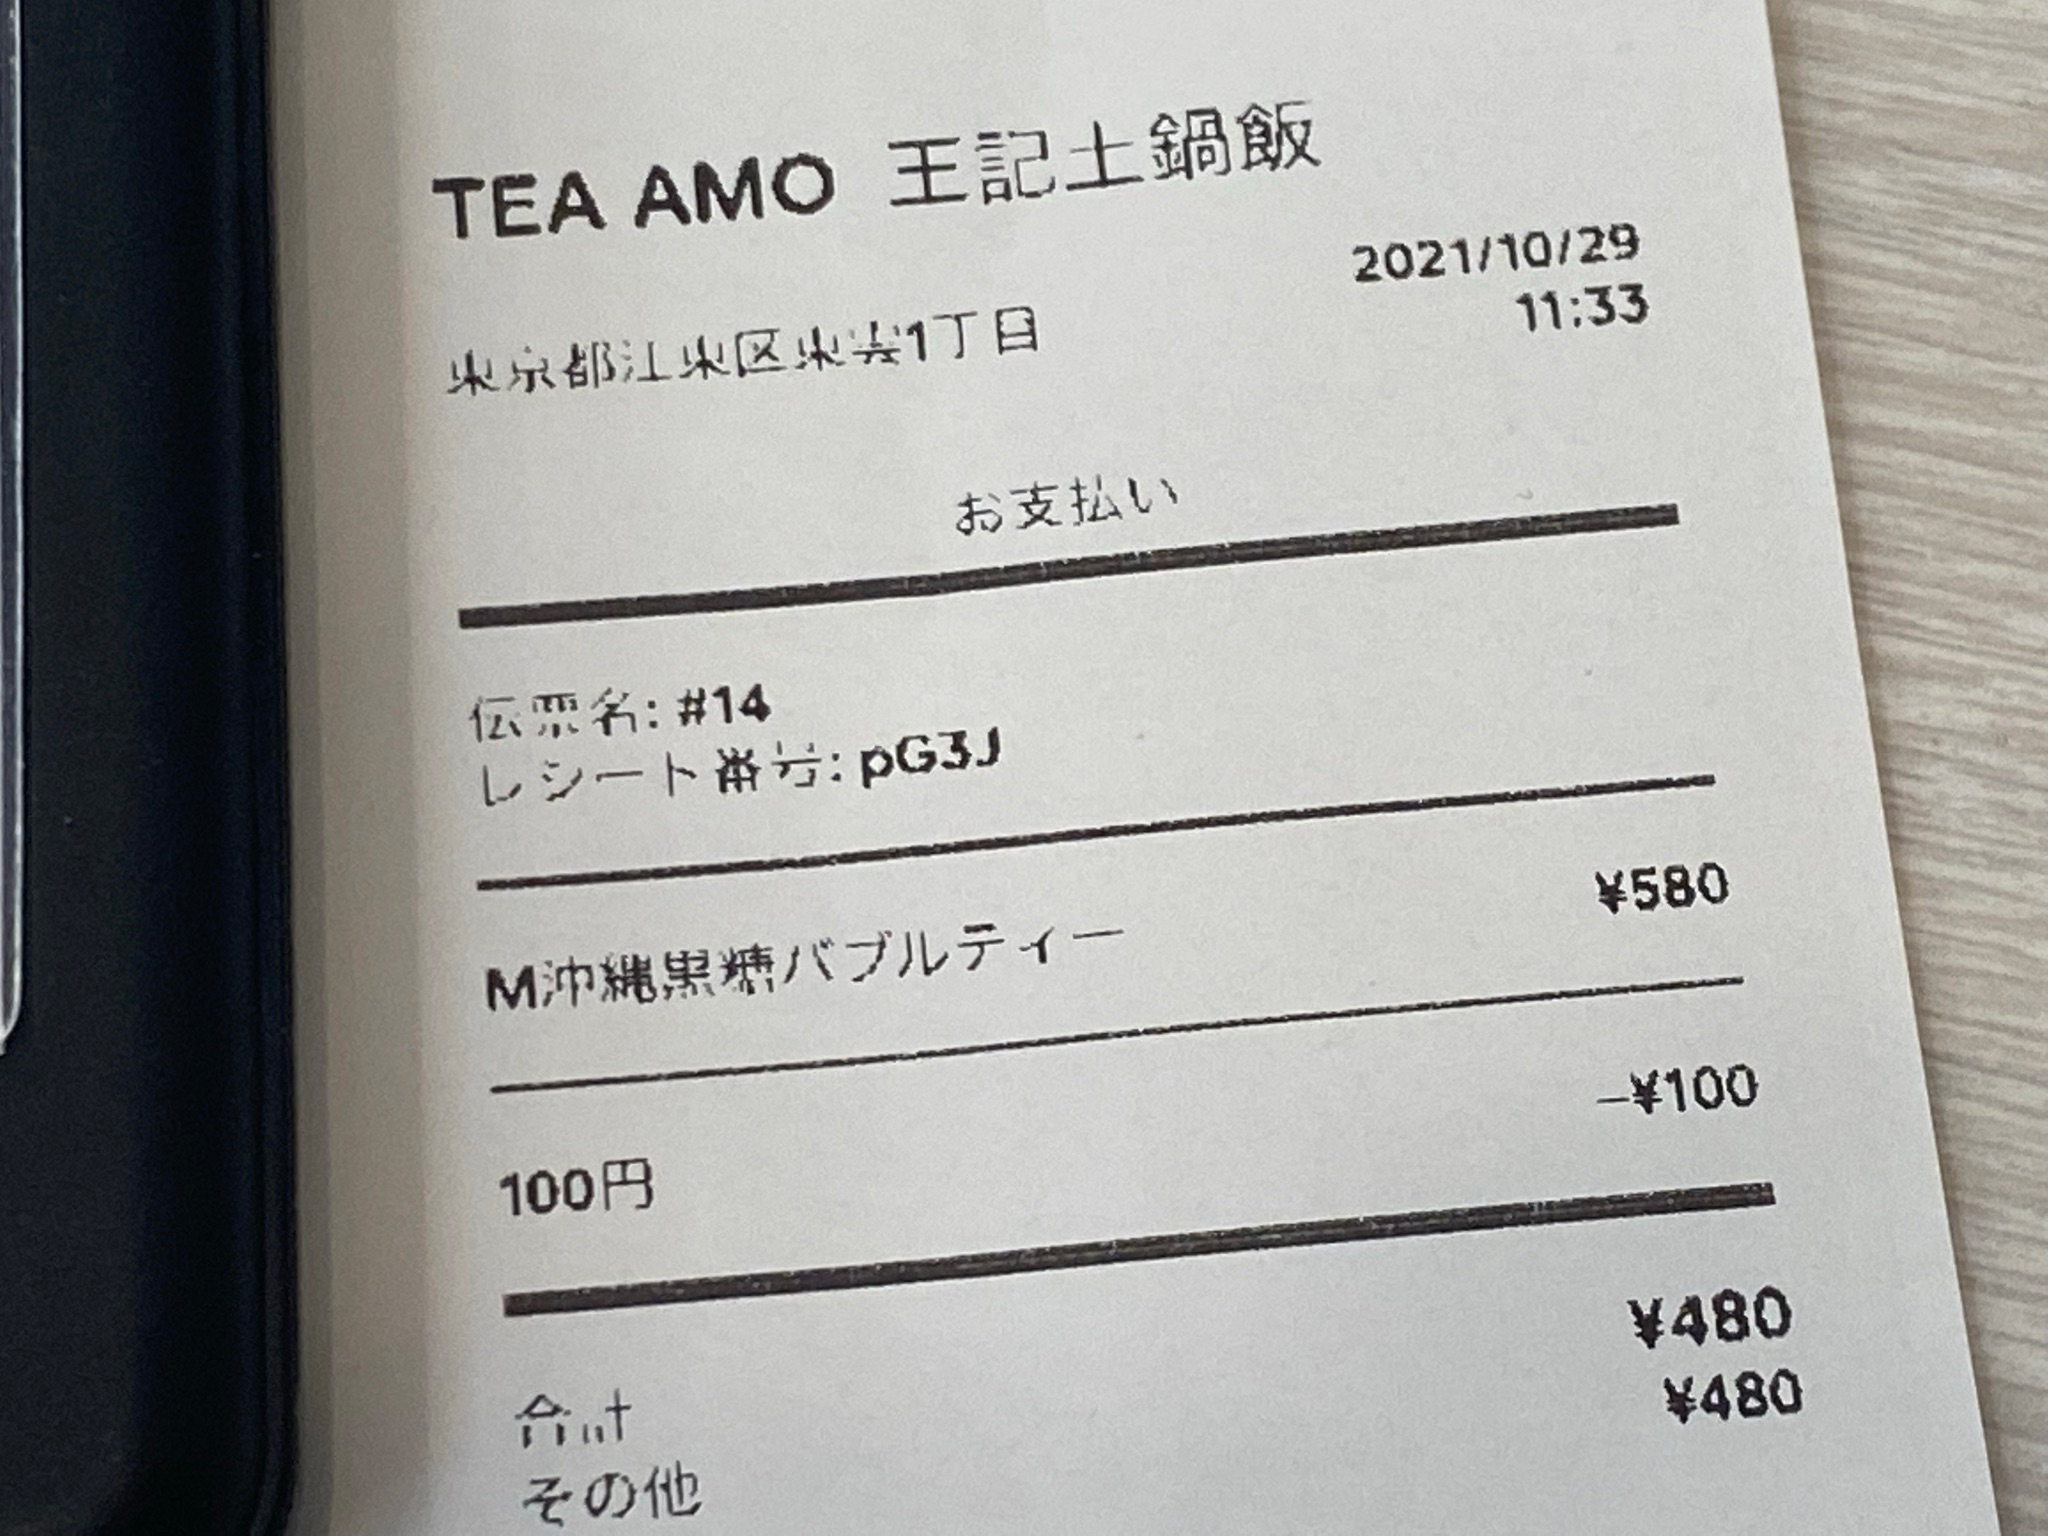 TEA AMO 王記土鍋飯
2021/10/29
11:33
東京都江東区東雲1丁目
お支払い
伝票名: #14
レシート番号: pG3J
¥580
M沖縄黒糖バブルティー
–¥100
100円
¥480
合計
¥480
その他